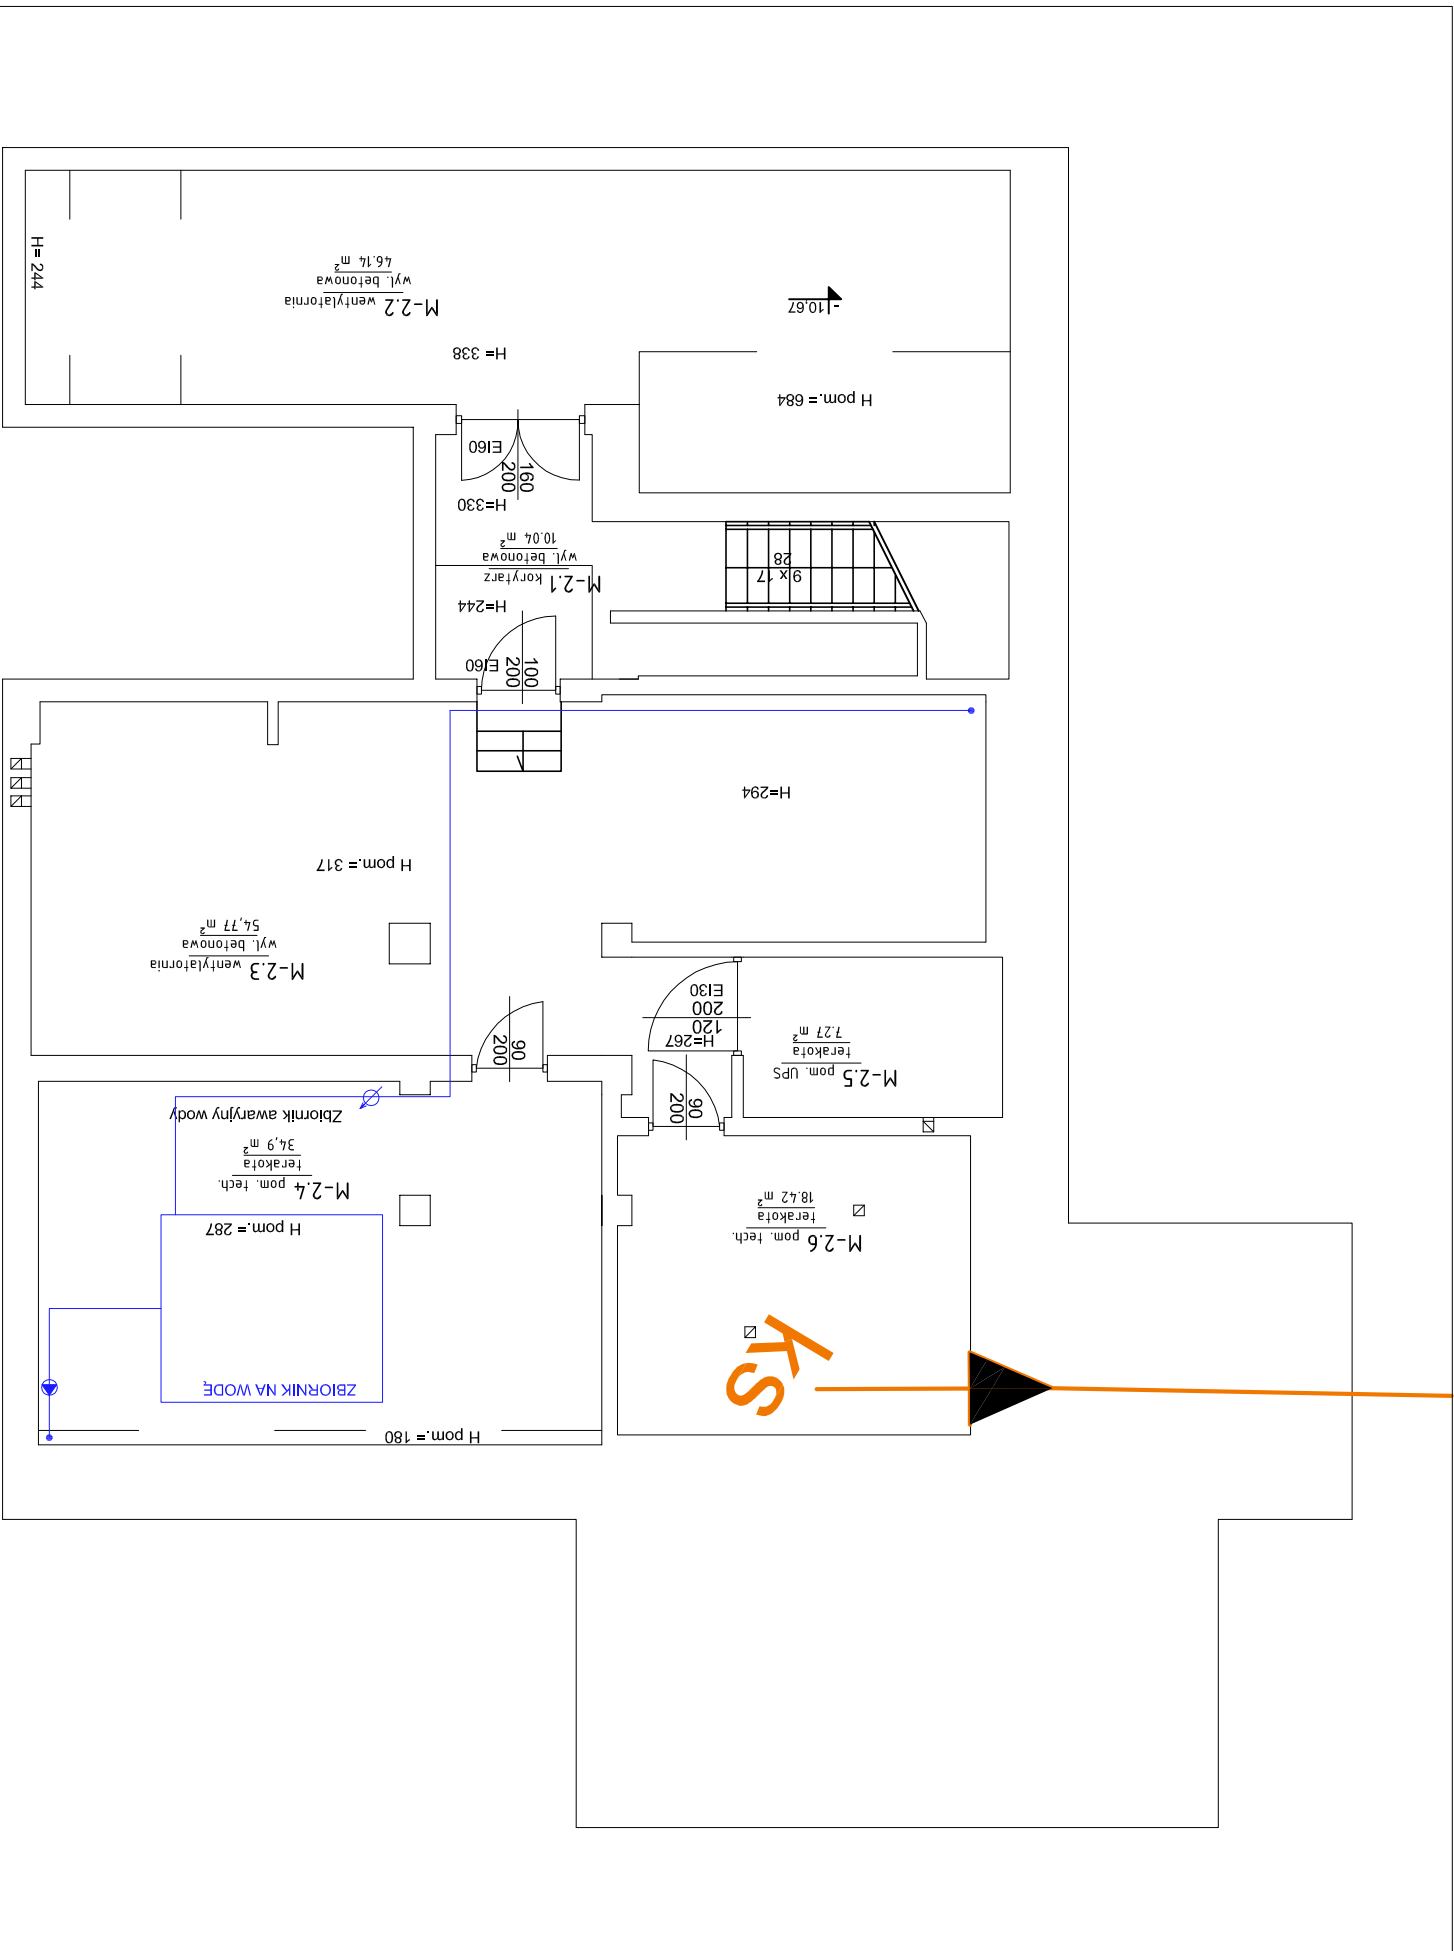 H pom.= 180
ZBIORNIK NA WODĘ
ks
M-2.6 pom. tech.
terakota
18.42 m²
H pom.= 287
M-2.4 pom. tech.
terakota
34,9 m²
Zbiornik awaryjny wody
90
200
M-2.5 pom. UPS
terakota
7.27 m²
H=267
120
200
EI30
90
200
M-2.3 wentylatornia
wyl. betonowa
54,77 m²
H pom.= 317
H=294
100
200
EI60
H=244
M-2.1 korytarz
wyl. betonowa
10.04 m²
9 x 17
28
H=330
160
200
EI60
H pom.= 684
H= 338
-10,67
M-2.2 wentylatornia
wyl. betonowa
46.14 m²
H= 244